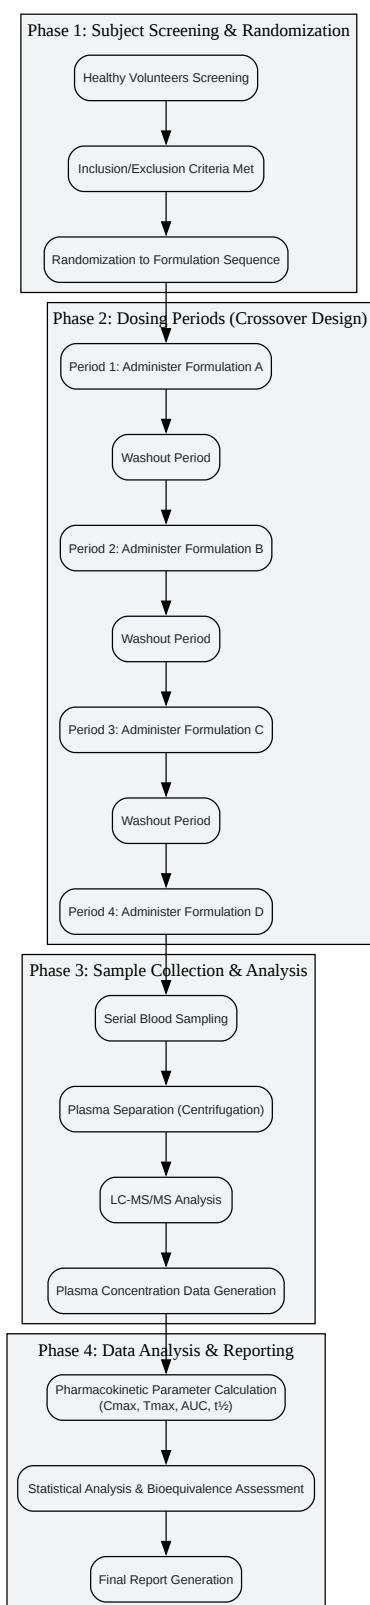 Phase 1: Subject Screening & Randomization
Healthy Volunteers Screening
Inclusion/Exclusion Criteria Met
Randomization to Formulation Sequence
Phase 2: Dosing Periods (Crossover Design)
Period 1: Administer Formulation A
Washout Period
Period 2: Administer Formulation B
Washout Period
Period 3: Administer Formulation C
Washout Period
Period 4: Administer Formulation D
Phase 3: Sample Collection & Analysis
Serial Blood Sampling
Plasma Separation (Centrifugation)
LC-MS/MS Analysis
Plasma Concentration Data Generation
Phase 4: Data Analysis & Reporting
Pharmacokinetic Parameter Calculation
(Cmax, Tmax, AUC, t½)
Statistical Analysis & Bioequivalence Assessment
Final Report Generation